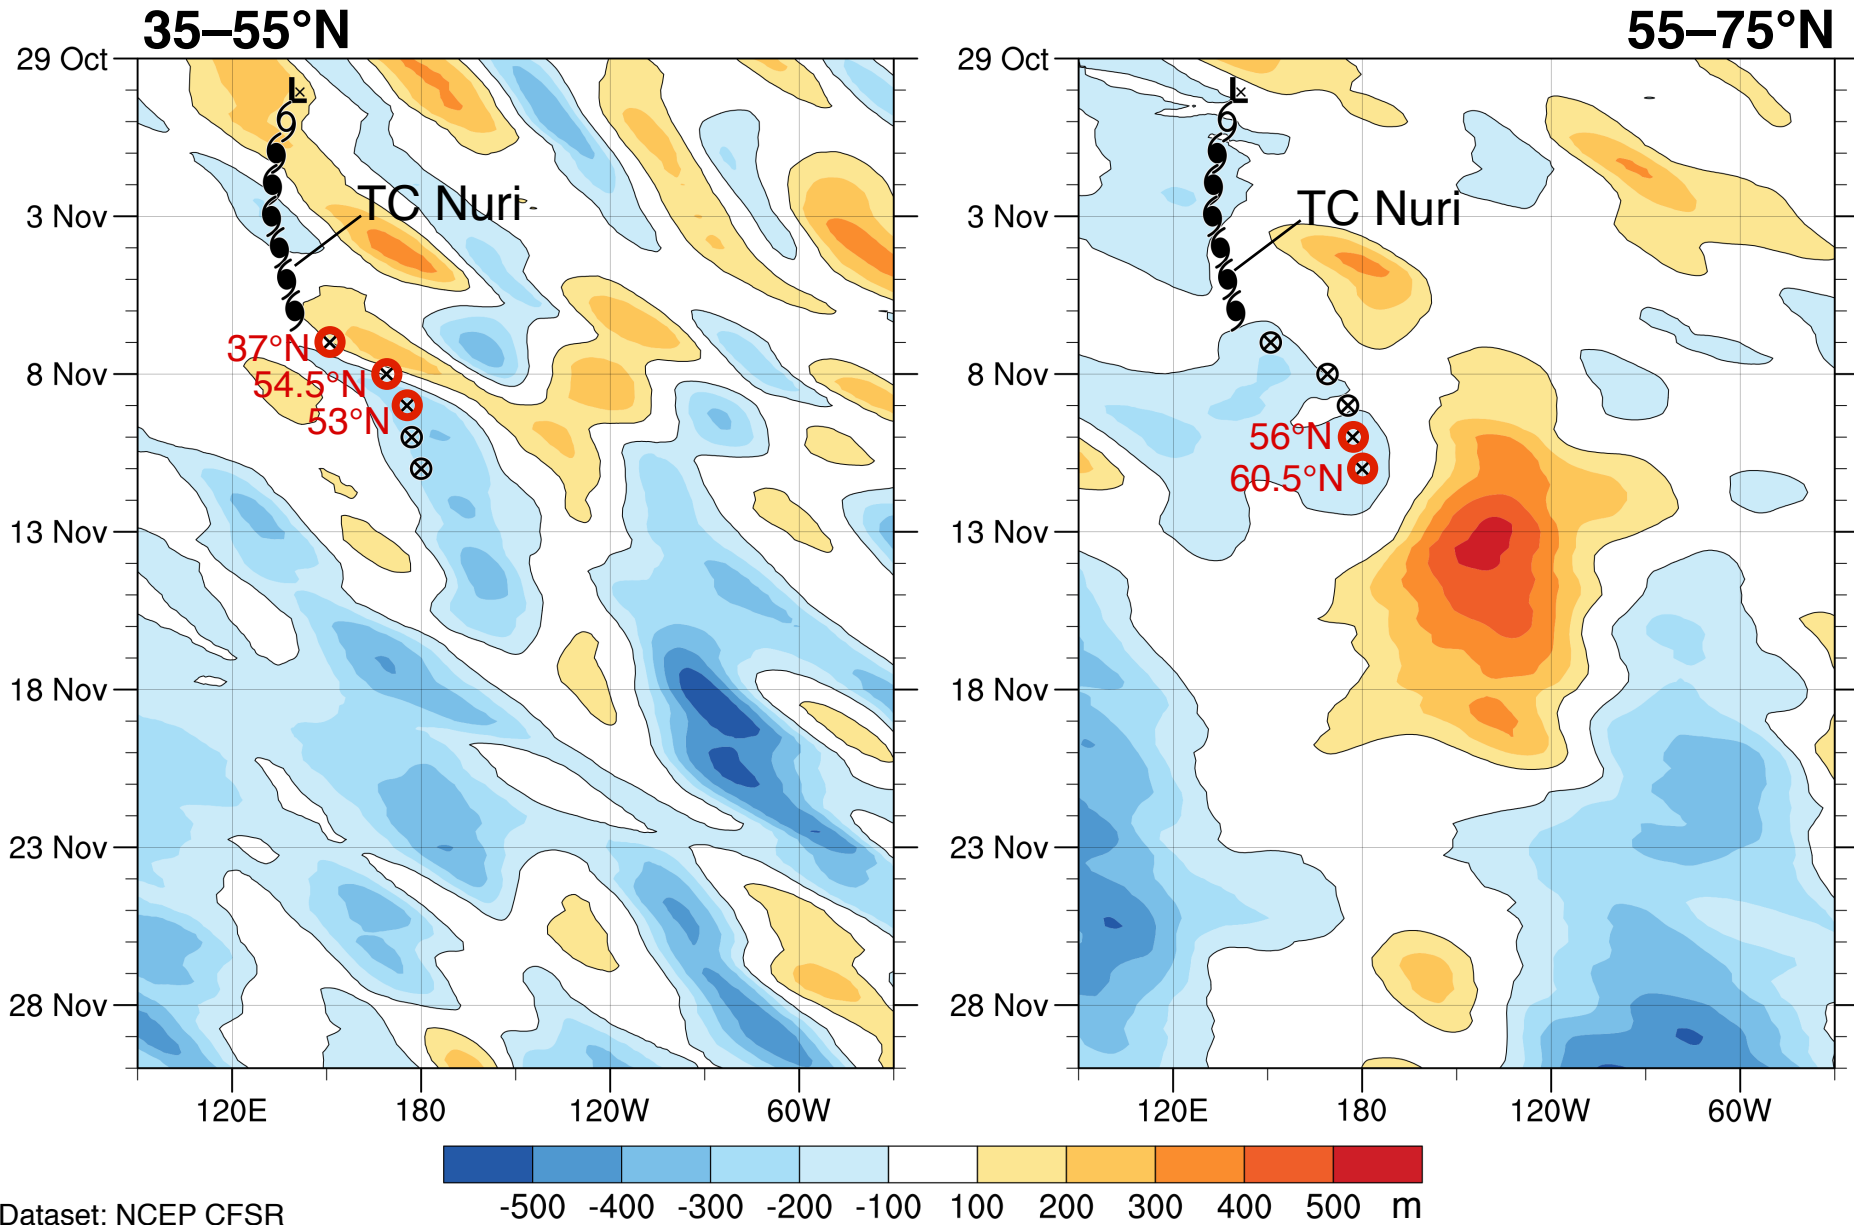 35–55°N
55–75°N
29 Oct
3 Nov
8 Nov
13 Nov
18 Nov
23 Nov
28 Nov
L
TC Nuri
37°N
54.5°N
53°N
120E
180
120W
60W
29 Oct
3 Nov
8 Nov
13 Nov
18 Nov
23 Nov
28 Nov
L
TC Nuri
56°N
60.5°N
120E
180
120W
60W
-500 -400 -300 -200 -100 100 200 300 400 500 m
Dataset: NCEP CFSR